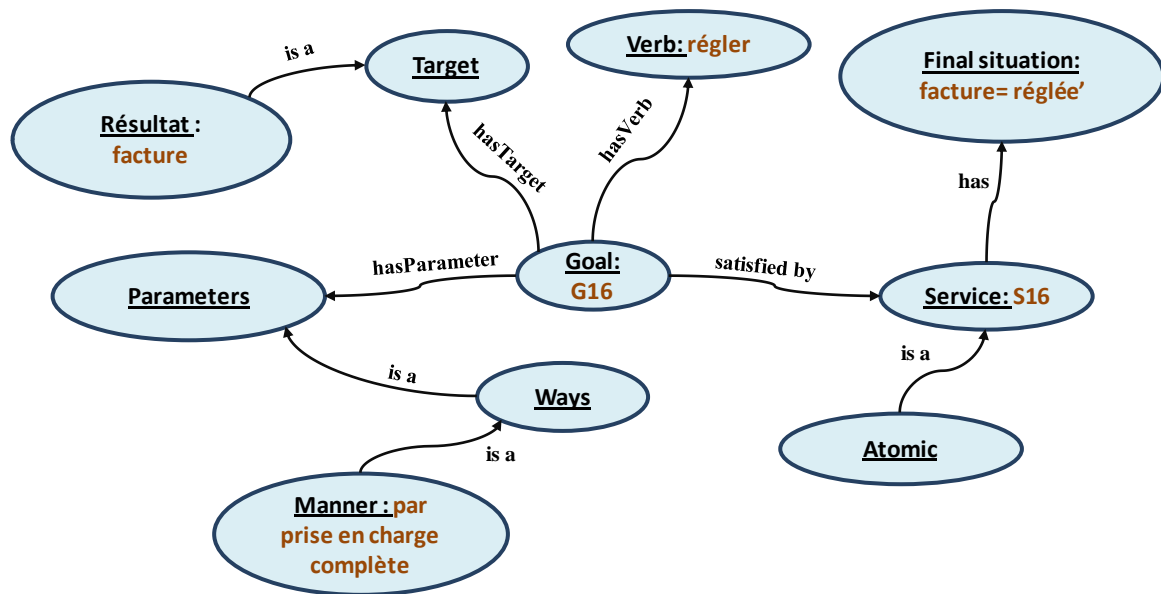 is a
Target
Verb: régler
Final situation:
facture= réglée’
Résultat :
facture
hasTarget
hasVerb
has
hasParameter
Goal:
G16
satisfied by
Parameters
Service: S16
is a
Ways
is a
is a
Atomic
Manner : par
prise en charge
complète